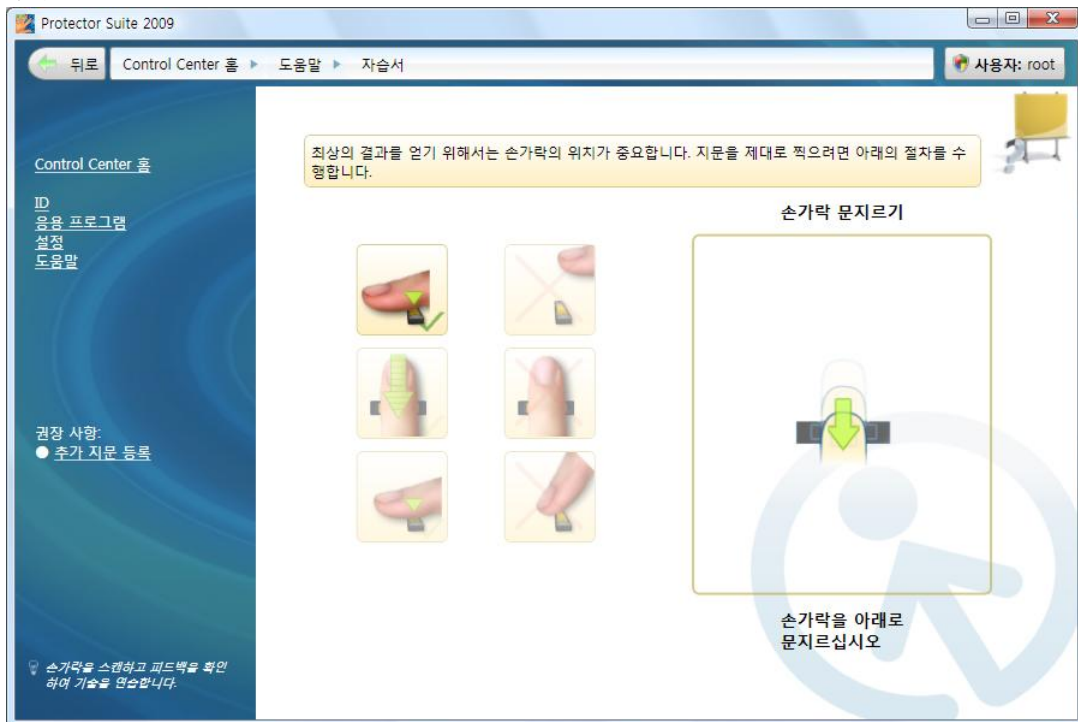 Protector Suite 2009
뒤로 Control Center 홈 도움말 자습서 사용자: root
최상의 결과를 얻기 위해서는 손가락의 위치가 중요합니다. 지문을 제대로 찍으려면 아래의 절차를 수
행합니다.
Control Center 홈
ID
응용 프로그램
설정
도움말
권장 사항:
추가 지문 등록
손가락을 스캔하고 피드백을 확인
하여 기술을 연습합니다.
손가락 문지르기
손가락을 아래로
문지르십시오